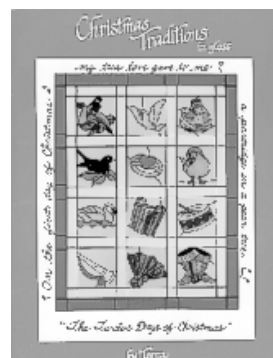 Christmas
Traditions
in glass
my true love gave to me
On the first day of Christmas
a partridge in a pear tree
"The Twelve Days of Christmas"
by